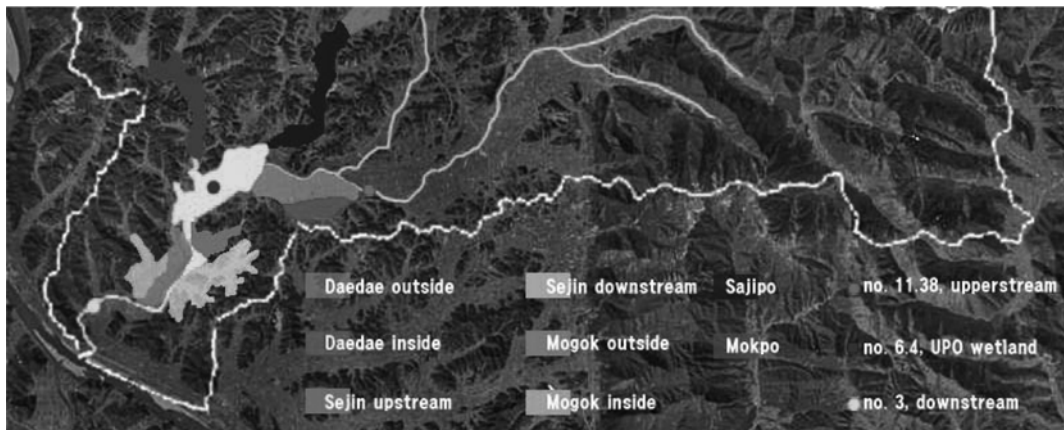 Daedae outside
Sejin downstream
Sajipo
no. 11.38, upperstream
Daedae inside
Mogok outside
Mokpo
no. 6.4, UPO wetland
Sejin upstream
Mogok inside
no. 3, downstream